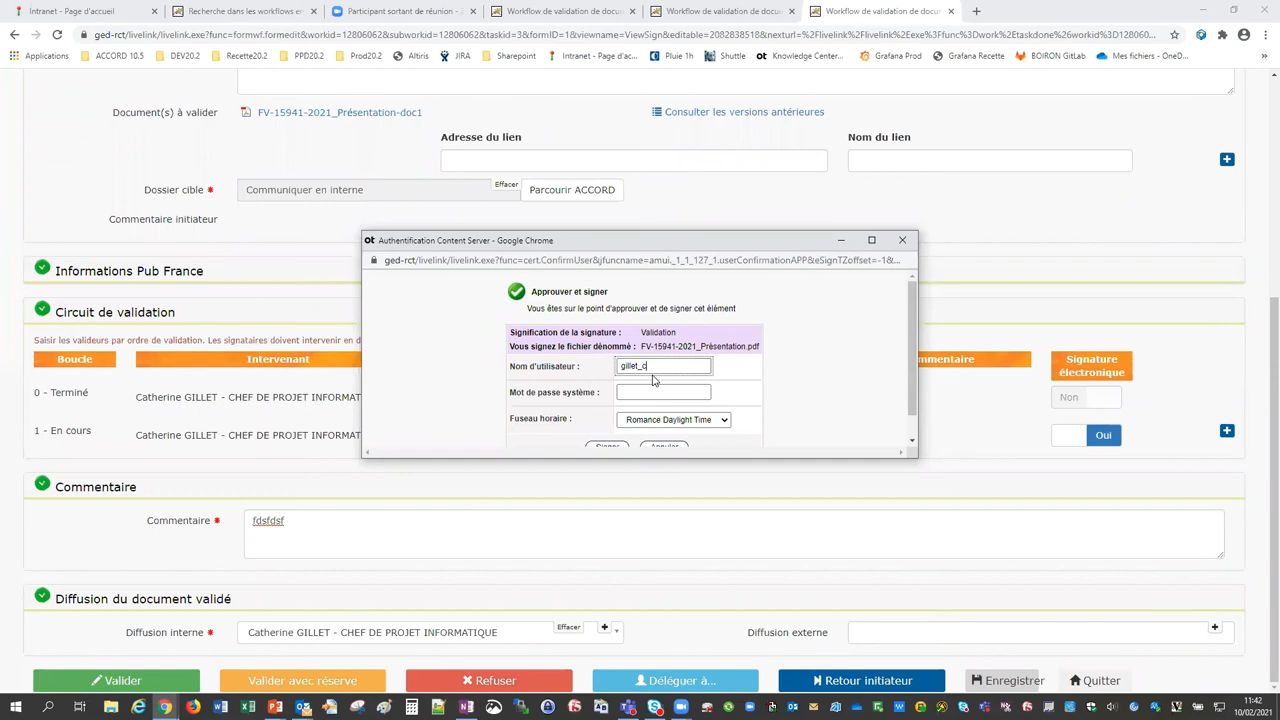 Intranet - Page d'accueil
Recherche dans les workflows en
Participant sortant de réunion -
Workflow de validation de docu
Workflow de validation de docu
Workflow de validation de docu
ged-rct/livelink/livelink.exe?func=formwf.formedit&workid=12806062&subworkid=12806062&taskid=3&formID=1&viewname=ViewSign&editable=2082838518&nexturl=%2Flivelink%2Flivelink%2Eexe%3Ffunc%3Dwork%2Etaskdone%26workid%3D128060...
Applications
ACCORD 10.5
DEV20.2
Recette20.2
PPD20.2
Prod20.2
Altiris
JIRA
Sharepoint
Intranet - Page d'ac...
Pluie 1h
Shuttle
Knowledge Center...
Grafana Prod
Grafana Recette
BOIRON GitLab
Mes fichiers - OneD...
Document(s) à valider
FV-15941-2021_Présentation-doc1
Consulter les versions antérieures
Adresse du lien
Nom du lien
Dossier cible *
Communiquer en interne
Effacer
Parcourir ACCORD
Commentaire initiateur
Authentification Content Server - Google Chrome
ged-rct/livelink/livelink.exe?func=cert.ConfirmUser&jfuncname=amui._1_1_127_1.userConfirmationAPP&eSignTZoffset=-1&...
Approuver et signer
Vous êtes sur le point d'approuver et de signer cet élément
Signification de la signature :
Validation
Vous signez le fichier dénommé :
FV-15941-2021_Présentation.pdf
Nom d'utilisateur :
gillet_c
Mot de passe système :
Fuseau horaire :
Romance Daylight Time
Signer
Annuler
Informations Pub France
Circuit de validation
Saisir les valideurs par ordre de validation. Les signataires doivent intervenir en d
Boucle
Intervenant
mmentaire
Signature électronique
0 - Terminé
Catherine GILLET - CHEF DE PROJET INFORMA
Non
1 - En cours
Catherine GILLET - CHEF DE PROJET INFORMAT
Oui
Commentaire
Commentaire *
fdsfdsf
Diffusion du document validé
Diffusion interne *
Catherine GILLET - CHEF DE PROJET INFORMATIQUE
Effacer
Diffusion externe
Valider
Valider avec réserve
Refuser
Déléguer à...
Retour initiateur
Enregistrer
Quitter
11:42
10/02/2021